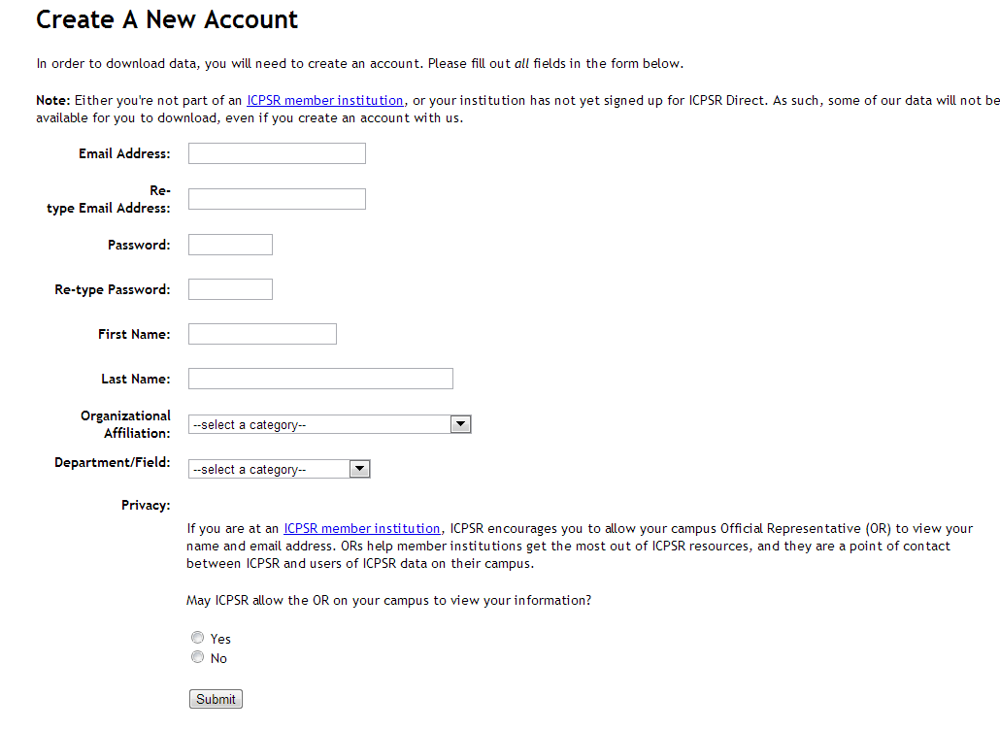 Create A New Account
In order to download data, you will need to create an account. Please fill out all fields in the form below.
Note: Either you're not part of an ICPSR member institution, or your institution has not yet signed up for ICPSR Direct. As such, some of our data will not be
available for you to download, even if you create an account with us.
Email Address:
Re-
type Email Address:
Password:
Re-type Password:
First Name:
Last Name:
Organizational
Affiliation:
--select a category--
Department/Field:
--select a category--
Privacy:
If you are at an ICPSR member institution, ICPSR encourages you to allow your campus Official Representative (OR) to view your
name and email address. ORs help member institutions get the most out of ICPSR resources, and they are a point of contact
between ICPSR and users of ICPSR data on their campus.
May ICPSR allow the OR on your campus to view your information?
Yes
No
Submit